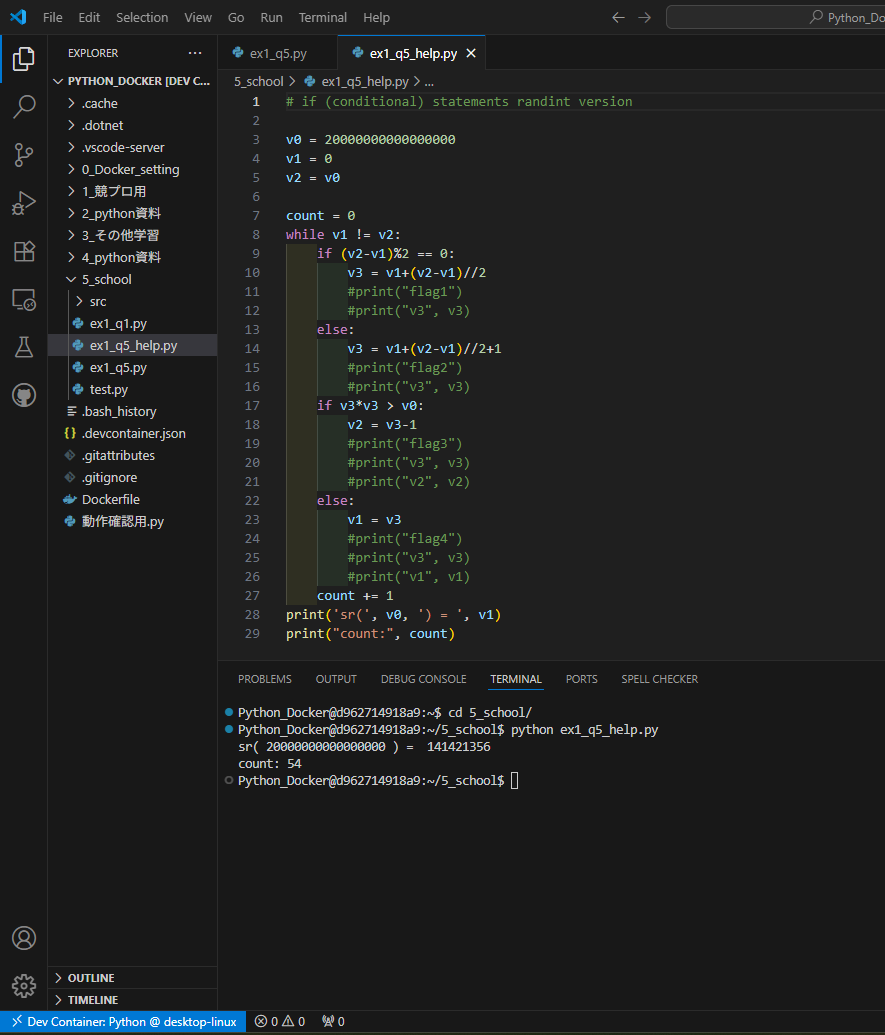 File Edit Selection View Go Run Terminal Help Python_Do
EXPLORER
PYTHON_DOCKER [DEV C...
.cache
.dotnet
.vscode-server
0_Docker_setting
1_競プロ用
2_python資料
3_その他学習
4_python資料
5_school
src
ex1_q1.py
ex1_q5_help.py
ex1_q5.py
test.py
.bash_history
.devcontainer.json
.gitattributes
.gitignore
Dockerfile
動作確認用.py
OUTLINE
TIMELINE
ex1_q5.py ex1_q5_help.py
5_school > ex1_q5_help.py > ...
1 # if (conditional) statements randint version
2
3 v0 = 20000000000000000
4 v1 = 0
5 v2 = v0
6
7 count = 0
8 while v1 != v2:
9 if (v2-v1)%2 == 0:
10 v3 = v1+(v2-v1)//2
11 #print("flag1")
12 #print("v3", v3)
13 else:
14 v3 = v1+(v2-v1)//2+1
15 #print("flag2")
16 #print("v3", v3)
17 if v3*v3 > v0:
18 v2 = v3-1
19 #print("flag3")
20 #print("v3", v3)
21 #print("v2", v2)
22 else:
23 v1 = v3
24 #print("flag4")
25 #print("v3", v3)
26 #print("v1", v1)
27 count += 1
28 print('sr(', v0, ') = ', v1)
29 print("count:", count)
PROBLEMS OUTPUT DEBUG CONSOLE TERMINAL PORTS SPELL CHECKER
Python_Docker@d962714918a9:~$ cd 5_school/
Python_Docker@d962714918a9:~/5_school$ python ex1_q5_help.py
sr( 20000000000000000 ) =  141421356
count: 54
Python_Docker@d962714918a9:~/5_school$
Dev Container: Python @ desktop-linux 0 0 0